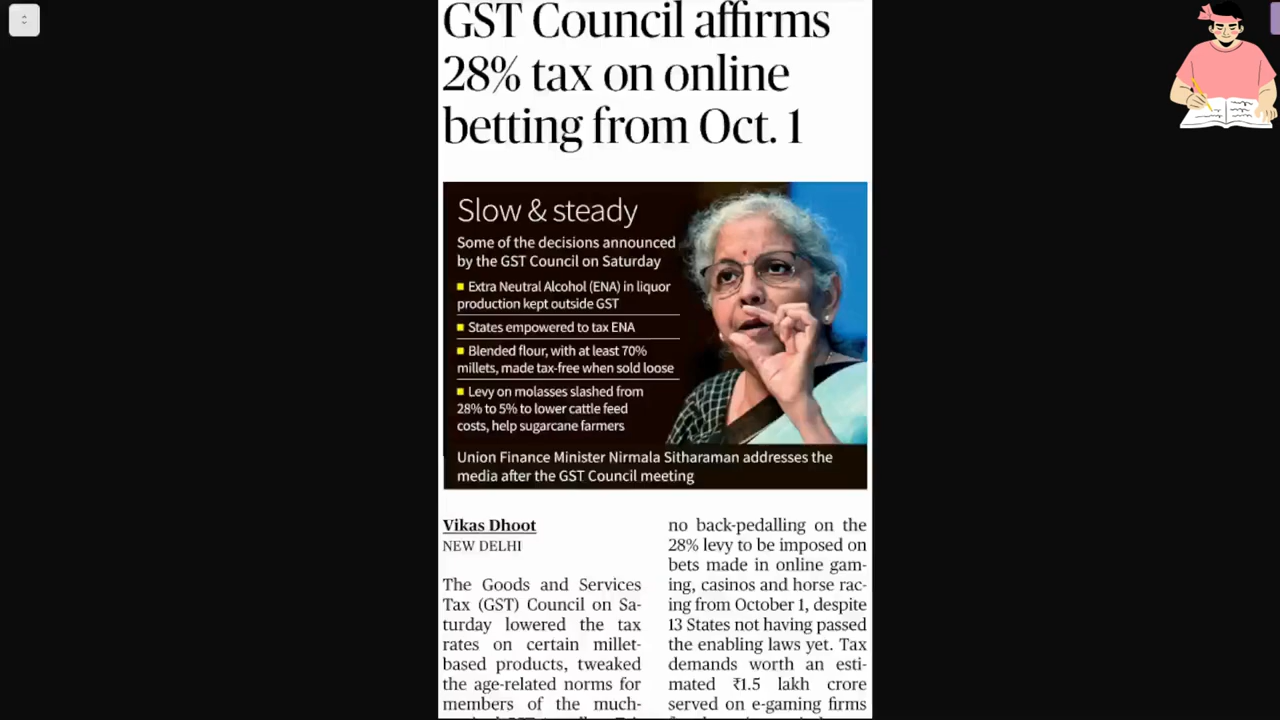 GST Council affirms
28% tax on online
betting from Oct. 1
Slow & steady
Some of the decisions announced
by the GST Council on Saturday
Extra Neutral Alcohol (ENA) in liquor
production kept outside GST
States empowered to tax ENA
Blended flour, with at least 70%
millets, made tax-free when sold loose
Levy on molasses slashed from
28% to 5% to lower cattle feed
costs, help sugarcane farmers
Union Finance Minister Nirmala Sitharaman addresses the
media after the GST Council meeting
Vikas Dhoot
NEW DELHI
The Goods and Services
Tax (GST) Council on Sa-
turday lowered the tax
rates on certain millet-
based products, tweaked
the age-related norms for
members of the much-
no back-pedalling on the
28% levy to be imposed on
bets made in online gam-
ing, casinos and horse rac-
ing from October 1, despite
13 States not having passed
the enabling laws yet. Tax
demands worth an esti-
mated ₹1.5 lakh crore
served on e-gaming firms